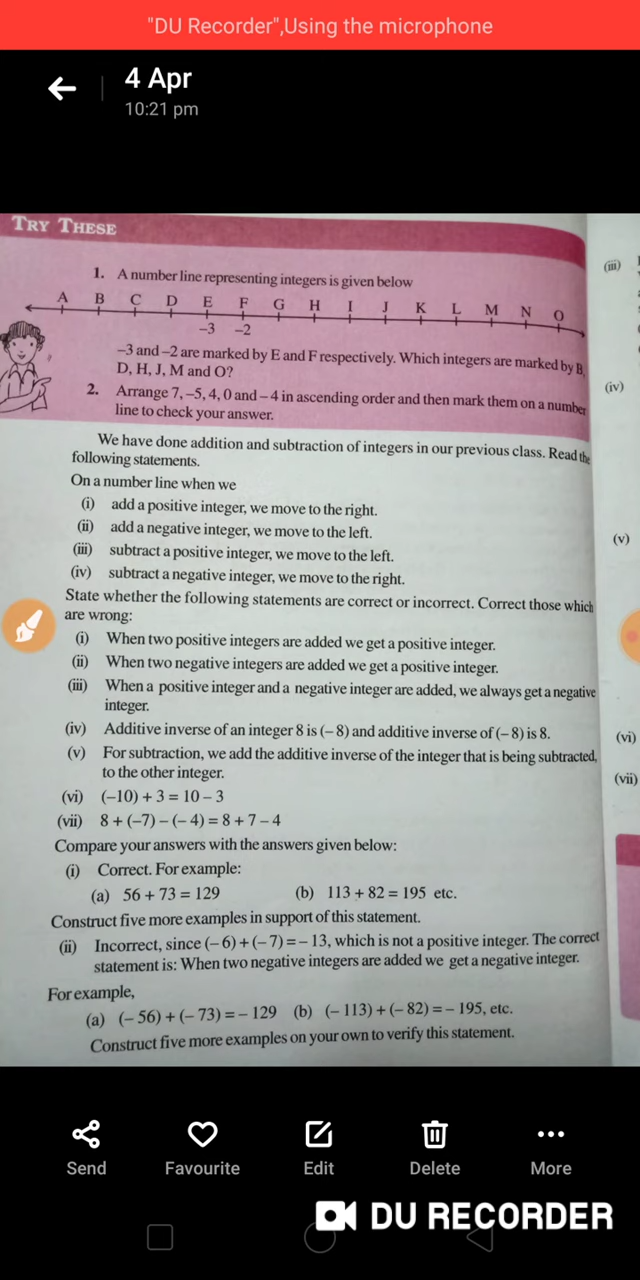 "DU Recorder",Using the microphone
4 Apr
10:21 pm
TRY THESE
1. A number line representing integers is given below
A B C D E F G H I J K L M N O
–3 –2
–3 and –2 are marked by E and F respectively. Which integers are marked by B,
D, H, J, M and O?
2. Arrange 7, –5, 4, 0 and – 4 in ascending order and then mark them on a number
line to check your answer.
We have done addition and subtraction of integers in our previous class. Read the
following statements.
On a number line when we
(i) add a positive integer, we move to the right.
(ii) add a negative integer, we move to the left.
(iii) subtract a positive integer, we move to the left.
(iv) subtract a negative integer, we move to the right.
State whether the following statements are correct or incorrect. Correct those which
are wrong:
(i) When two positive integers are added we get a positive integer.
(ii) When two negative integers are added we get a positive integer.
(iii) When a positive integer and a negative integer are added, we always get a negative
integer.
(iv) Additive inverse of an integer 8 is (– 8) and additive inverse of (– 8) is 8.
(v) For subtraction, we add the additive inverse of the integer that is being subtracted,
to the other integer.
(vi) (–10) + 3 = 10 – 3
(vii) 8 + (–7) – (– 4) = 8 + 7 – 4
Compare your answers with the answers given below:
(i) Correct. For example:
(a) 56 + 73 = 129 (b) 113 + 82 = 195 etc.
Construct five more examples in support of this statement.
(ii) Incorrect, since (– 6) + (– 7) = – 13, which is not a positive integer. The correct
statement is: When two negative integers are added we get a negative integer.
For example,
(a) (– 56) + (– 73) = – 129 (b) (– 113) + (– 82) = – 195, etc.
Construct five more examples on your own to verify this statement.
(iii)
(iv)
(v)
(vi)
(vii)
Send Favourite Edit Delete More
DU RECORDER